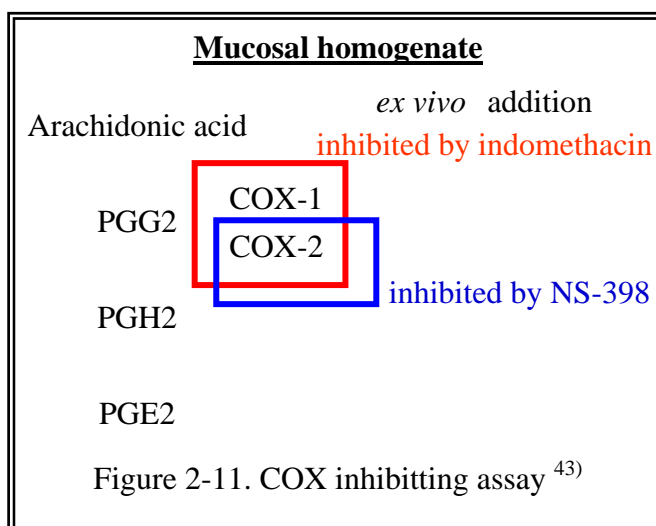 Mucosal homogenate
ex vivo addition
Arachidonic acid
inhibited by indomethacin
COX-1
PGG2
COX-2
inhibited by NS-398
PGH2
PGE2
Figure 2-11. COX inhibitting assay 43)